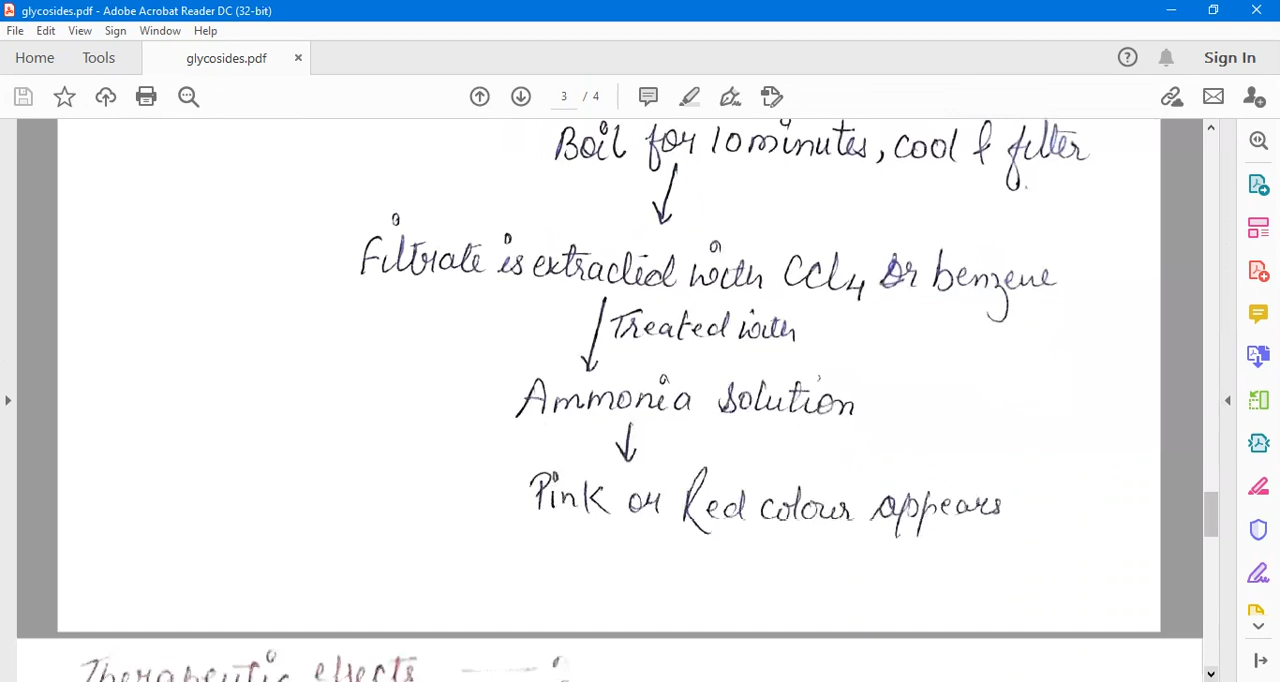 glycosides.pdf - Adobe Acrobat Reader DC (32-bit)
File Edit View Sign Window Help
Home Tools glycosides.pdf × Sign In
3 / 4
Boil for 10 minutes, cool & filter
Filtrate is extracted with CCl4 or benzene
Treated with
Ammonia solution
Pink or Red colour appears
Therapeutic effects